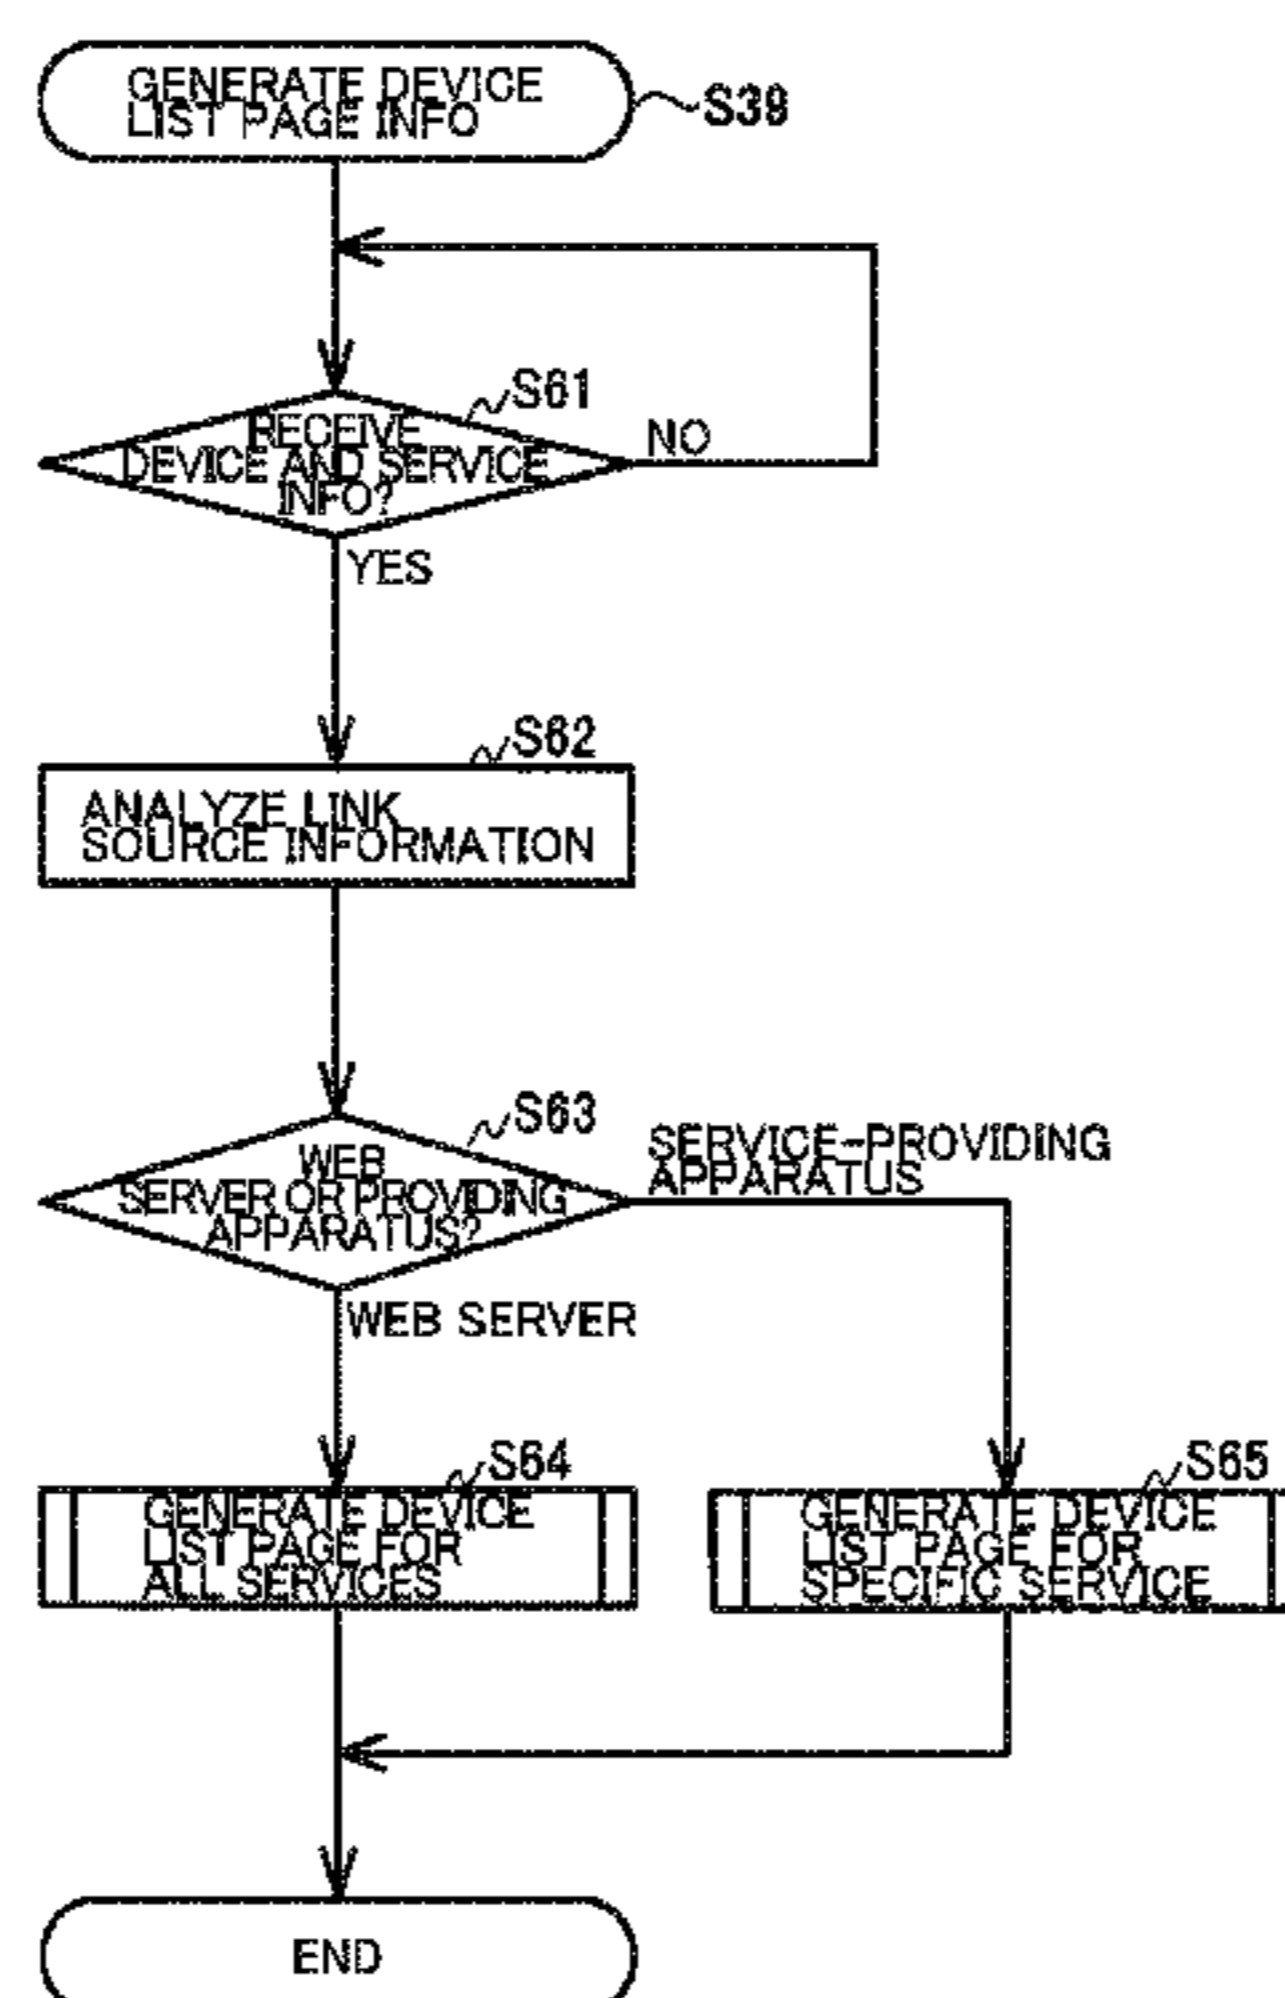 GENERATE DEVICE
LIST PAGE INFO
S39
S61
RECEIVE
DEVICE AND SERVICE
INFO?
NO
YES
S62
ANALYZE LINK
SOURCE INFORMATION
S63
WEB
SERVER OR PROVIDING
APPARATUS?
SERVICE-PROVIDING
APPARATUS
WEB SERVER
S64
GENERATE DEVICE
LIST PAGE FOR
ALL SERVICES
S65
GENERATE DEVICE
LIST PAGE FOR
SPECIFIC SERVICE
END